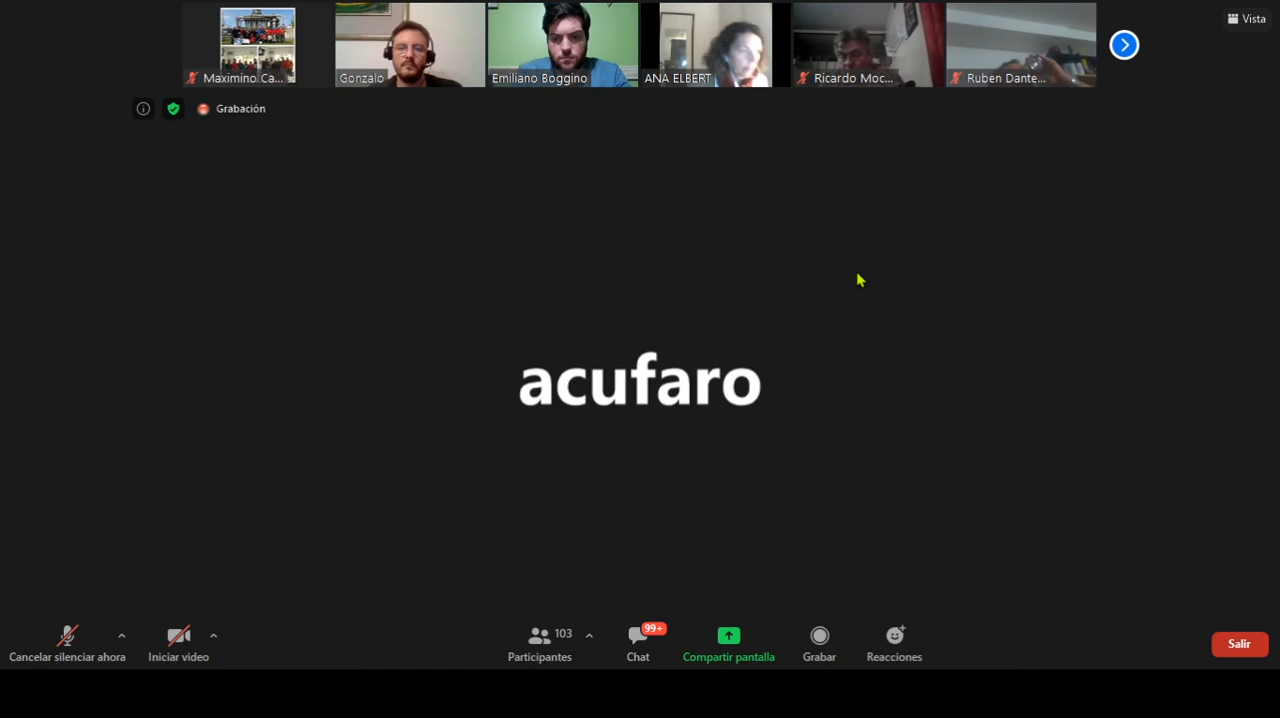 Maximino Ca...
Gonzalo
Emiliano Boggino
ANA ELBERT
Ricardo Moc...
Ruben Dante...
Vista
Grabación
acufaro
103
99+
Cancelar silenciar ahora
Iniciar video
Participantes
Chat
Compartir pantalla
Grabar
Reacciones
Salir